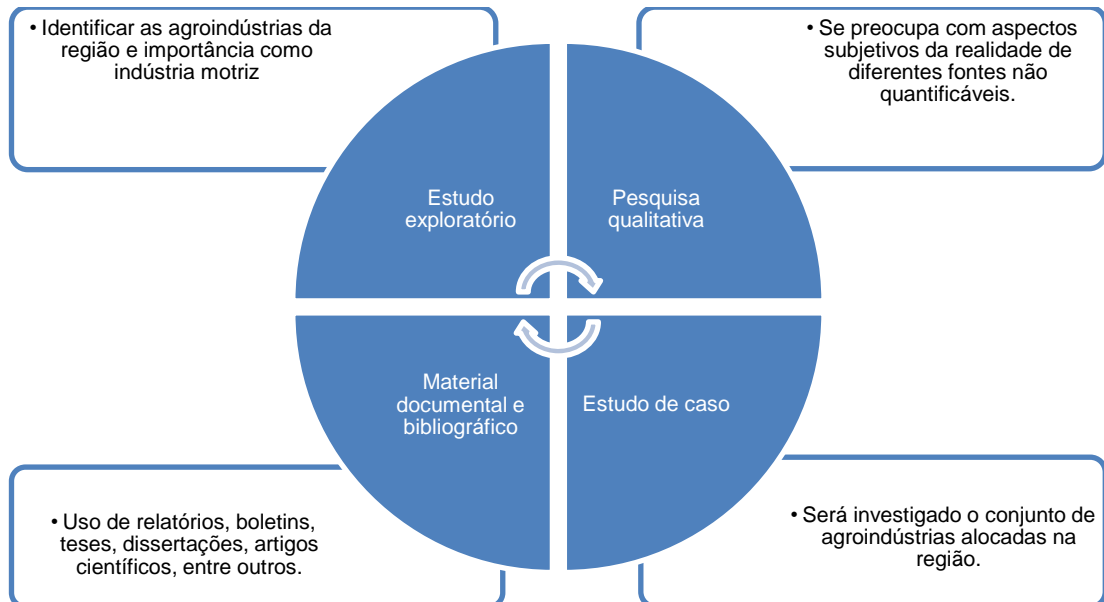 • Identificar as agroindústrias da
região e importância como
indústria motriz
• Se preocupa com aspectos
subjetivos da realidade de
diferentes fontes não
quantificáveis.
Estudo
exploratório
Pesquisa
qualitativa
Material
documental e
bibliográfico
Estudo de caso
• Uso de relatórios, boletins,
teses, dissertações, artigos
científicos, entre outros.
• Será investigado o conjunto de
agroindústrias alocadas na
região.